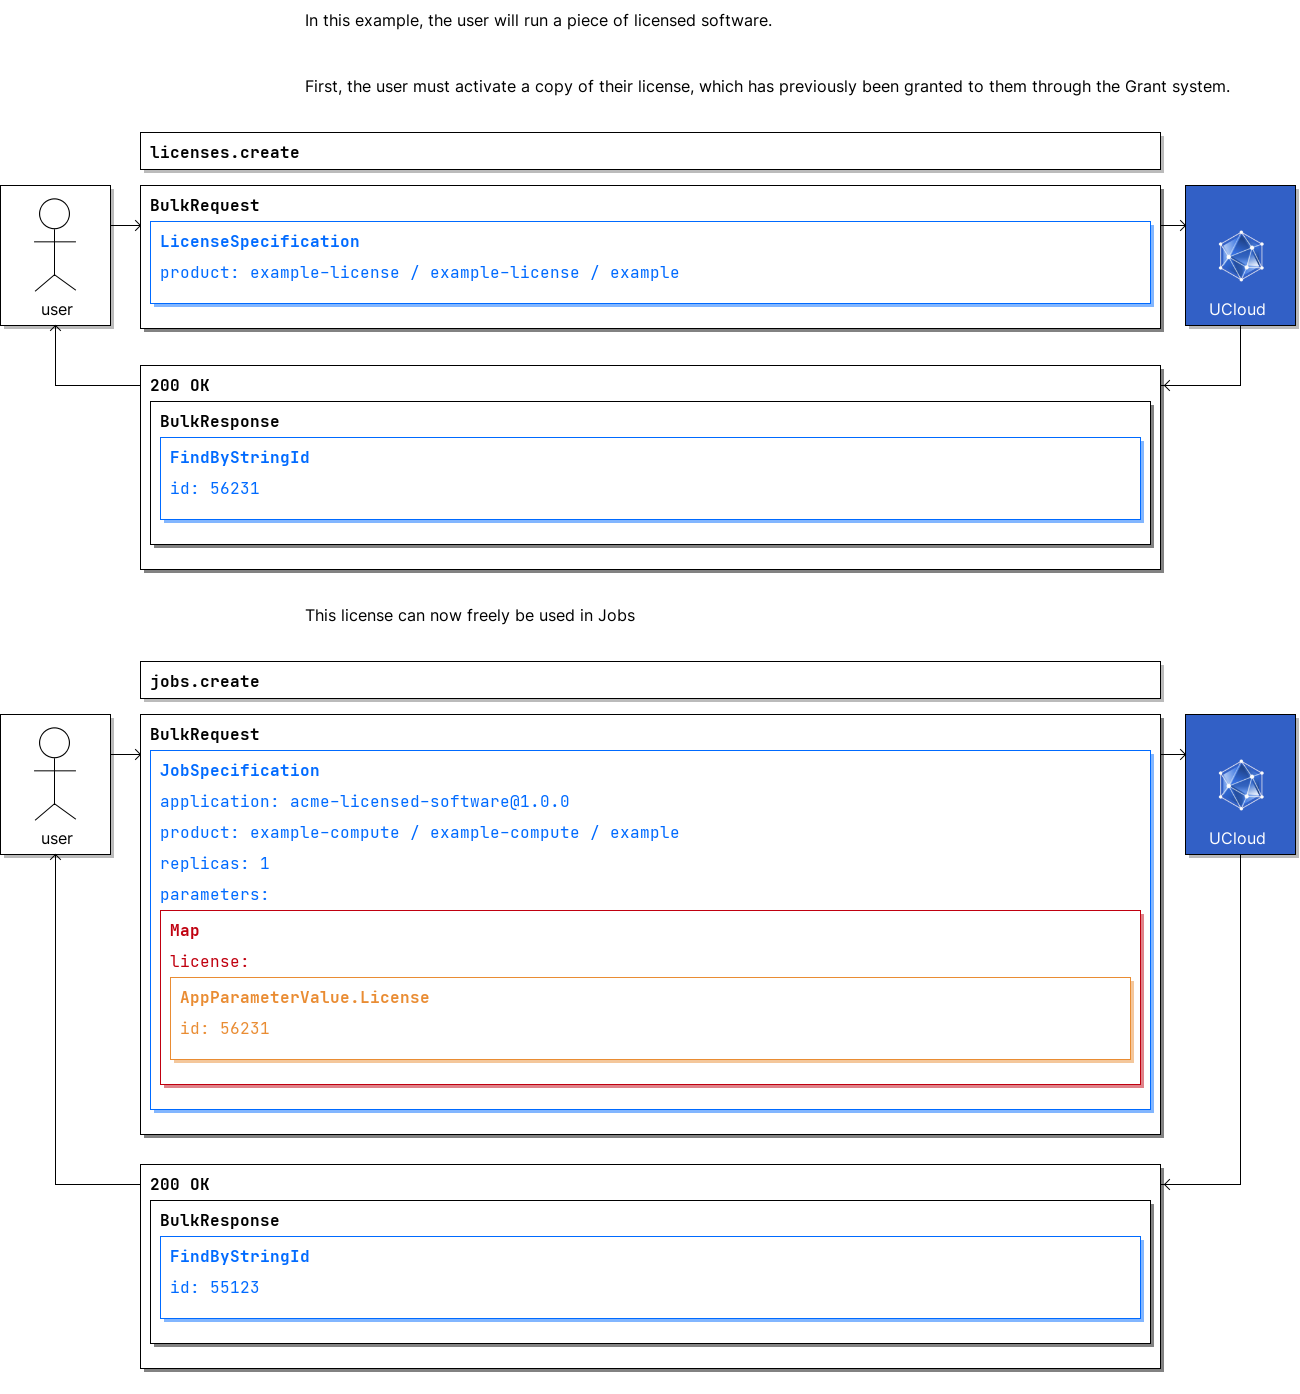 In this example, the user will run a piece of licensed software.
First, the user must activate a copy of their license, which has previously been granted to them through the Grant system.
licenses.create
BulkRequest
LicenseSpecification
product: example-license / example-license / example
user
UCloud
200 OK
BulkResponse
FindByStringId
id: 56231
This license can now freely be used in Jobs
jobs.create
BulkRequest
JobSpecification
application: acme-licensed-software@1.0.0
product: example-compute / example-compute / example
user
UCloud
replicas: 1
parameters:
Map
license:
AppParameterValue.License
id: 56231
200 OK
BulkResponse
FindByStringId
id: 55123